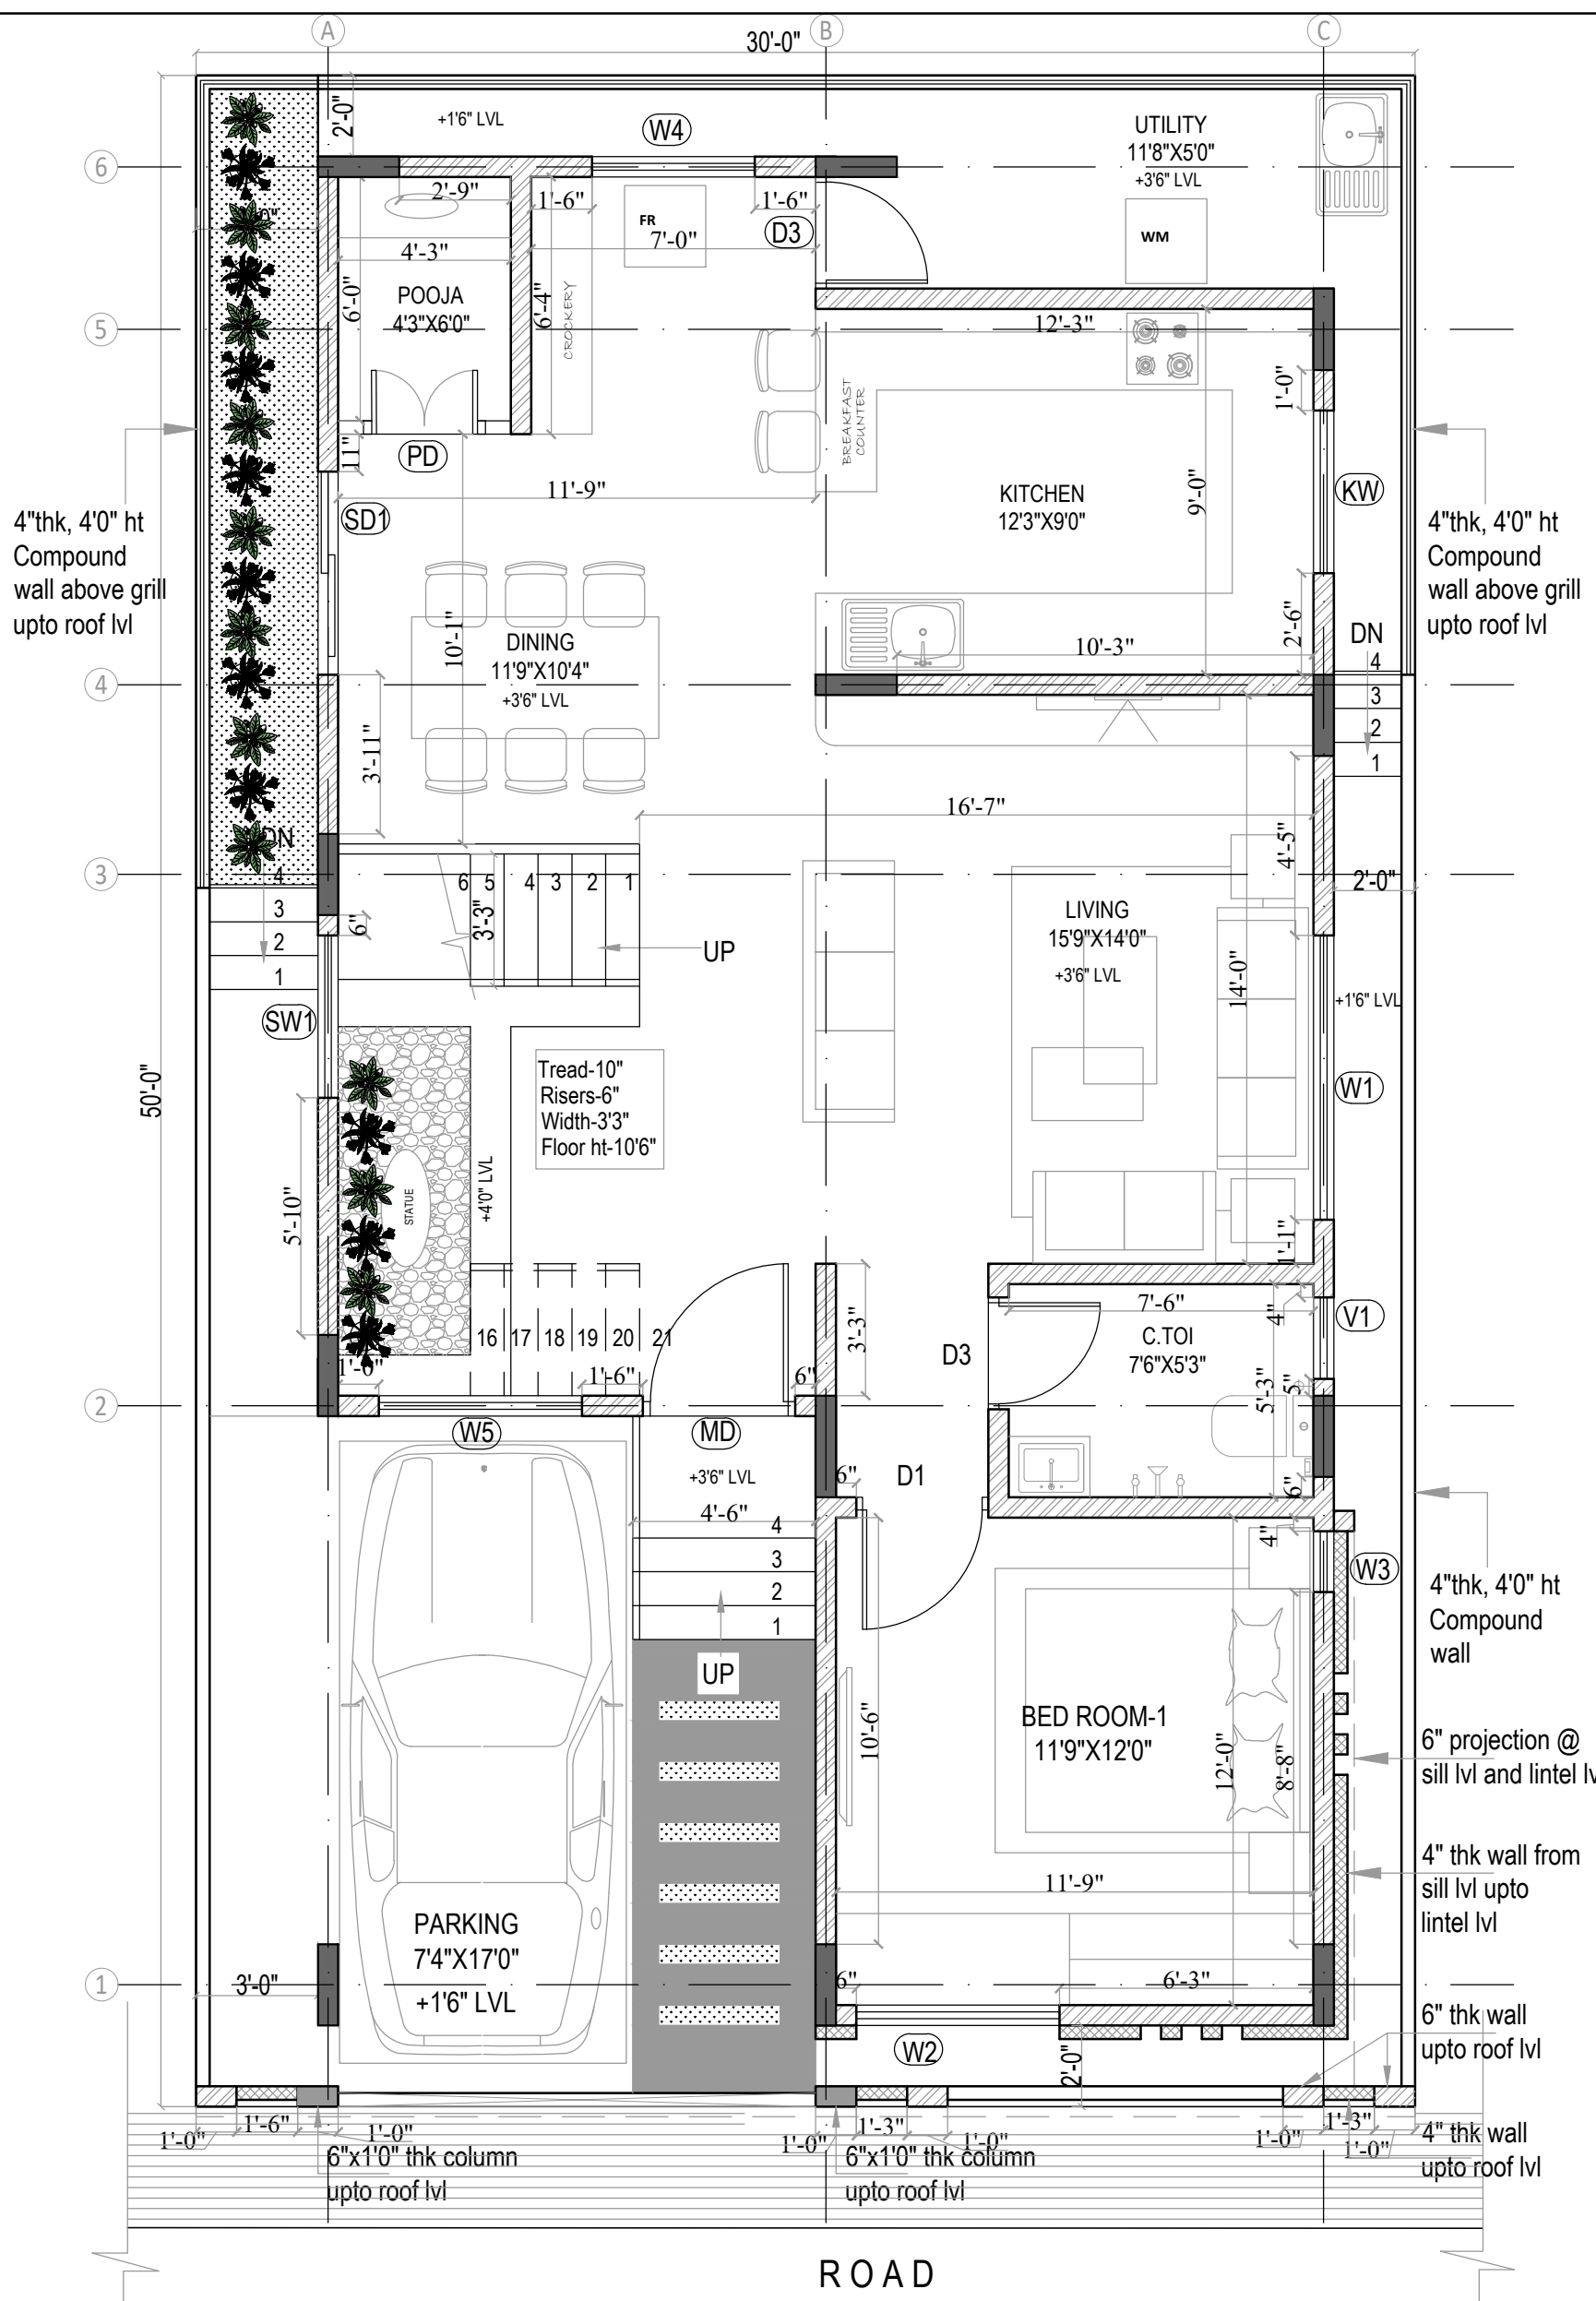 A
B
C
30'-0"
2'-0"
+1'6" LVL
W4
UTILITY
11'8"X5'0"
+3'6" LVL
6
2'-9"
1'-6"
FR
7'-0"
1'-6"
D3
WM
4'-3"
POOJA
4'3"X6'0"
6'-0"
6'-4"
CROCKERY
5
12'-3"
1'-0"
BREAKFAST
COUNTER
11"
PD
11'-9"
SD1
KITCHEN
12'3"X9'0"
9'-0"
KW
4"thk, 4'0" ht
Compound
wall above grill
upto roof lvl
4"thk, 4'0" ht
Compound
wall above grill
upto roof lvl
DINING
11'9"X10'4"
+3'6" LVL
10'-1"
10'-3"
2'-6"
DN
4
3
2
1
4
3'-11"
16'-7"
4'-5"
DN
4
3
2
1
3
6 5 4 3 2 1
3'-3"
6"
UP
2'-0"
LIVING
15'9"X14'0"
+3'6" LVL
14'-0"
+1'6" LVL
SW1
50'-0"
Tread-10"
Risers-6"
Width-3'3"
Floor ht-10'6"
W1
5'-10"
STATUE
+4'0" LVL
1'-1"
16 17 18 19 20 21
3'-3"
7'-6"
4"
V1
C.TOI
7'6"X5'3"
D3
5'-3"
5"
1'-0"
1'-6"
6"
2
W5
MD
+3'6" LVL
4'-6"
6"
D1
6"
4"
W3
4
3
2
1
UP
4"thk, 4'0" ht
Compound
wall
BED ROOM-1
11'9"X12'0"
10'-6"
12'-0"
8'-8"
6" projection @
sill lvl and lintel lv
11'-9"
4" thk wall from
sill lvl upto
lintel lvl
PARKING
7'4"X17'0"
+1'6" LVL
1
3'-0"
6"
6'-3"
W2
2'-0"
6" thk wall
upto roof lvl
1'-0"
1'-6"
1'-0"
1'-0"
1'-3"
1'-0"
1'-0"
1'-3"
1'-0"
6"x1'0" thk column
upto roof lvl
6"x1'0" thk column
upto roof lvl
4" thk wall
upto roof lvl
ROAD